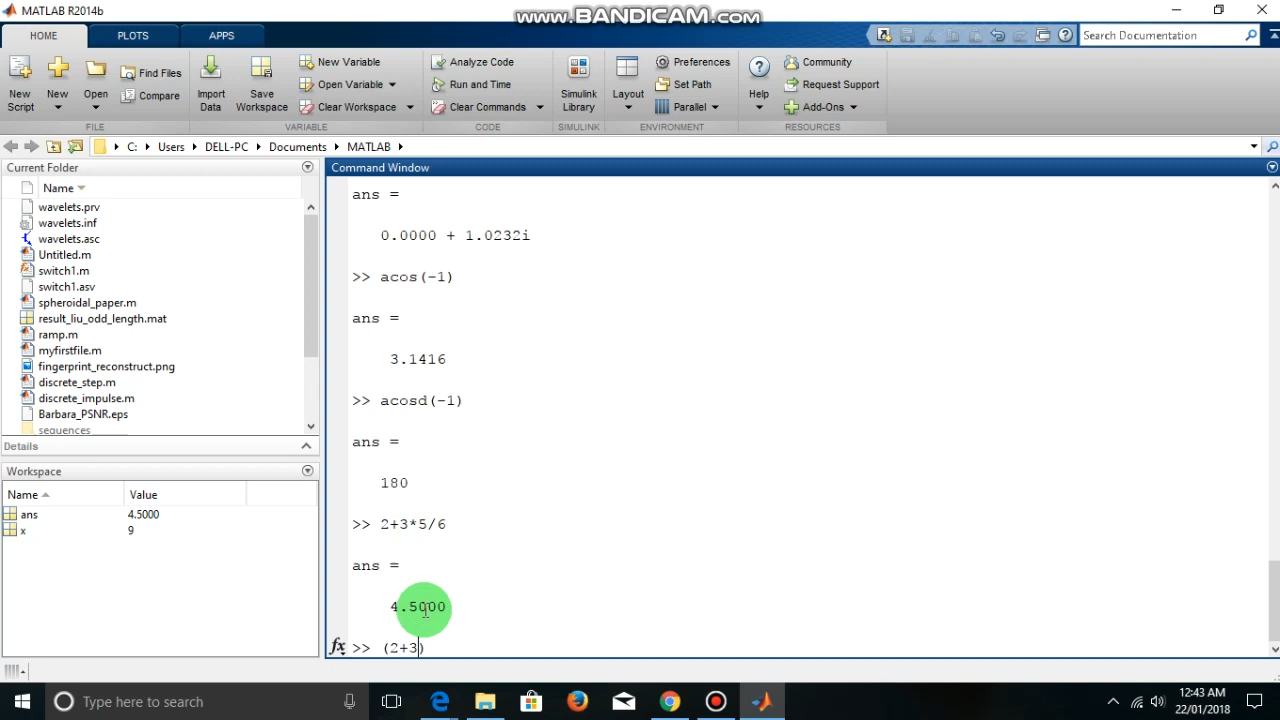 MATLAB R2014b
www.BANDICAM.com
HOME PLOTS APPS
Search Documentation
New Script
New
Open
Find Files
Compare
Import Data
Save Workspace
New Variable
Open Variable
Clear Workspace
Analyze Code
Run and Time
Clear Commands
Simulink Library
Layout
Preferences
Set Path
Parallel
Help
Community
Request Support
Add-Ons
FILE VARIABLE CODE SIMULINK ENVIRONMENT RESOURCES
C: Users DELL-PC Documents MATLAB
Current Folder
Name
wavelets.prv
wavelets.inf
wavelets.asc
Untitled.m
switch1.m
switch1.asv
spheroidal_paper.m
result_liu_odd_length.mat
ramp.m
myfirstfile.m
fingerprint_reconstruct.png
discrete_step.m
discrete_impulse.m
Barbara_PSNR.eps
sequences
Details
Workspace
Name Value
ans 4.5000
x 9
Command Window
ans =
0.0000 + 1.0232i
>> acos(-1)
ans =
3.1416
>> acosd(-1)
ans =
180
>> 2+3*5/6
ans =
4.5000
fx >> (2+3)
Type here to search
12:43 AM
22/01/2018